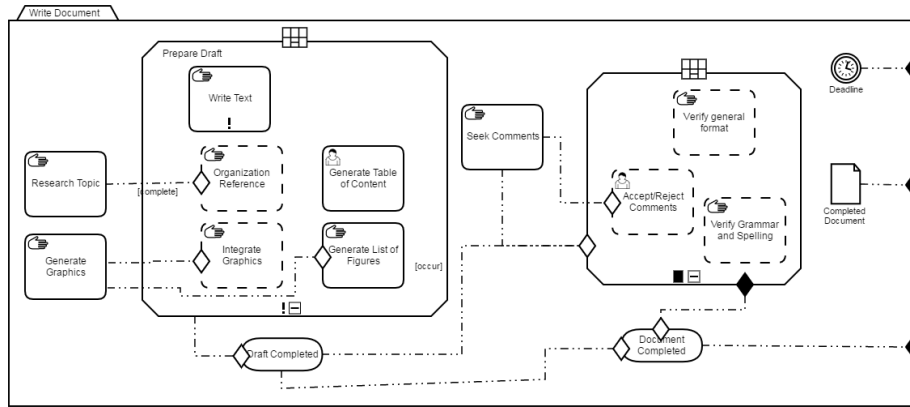 Write Document
Prepare Draft
Write Text
!
Research Topic
[complete]
Organization
Reference
Generate Table
of Content
Generate
Graphics
Integrate
Graphics
Generate List of
Figures
[occur]
!
Draft Completed
Seek Comments
Verify general
format
Accept/Reject
Comments
Verify Grammar
and Spelling
Document
Completed
Deadline
Completed
Document